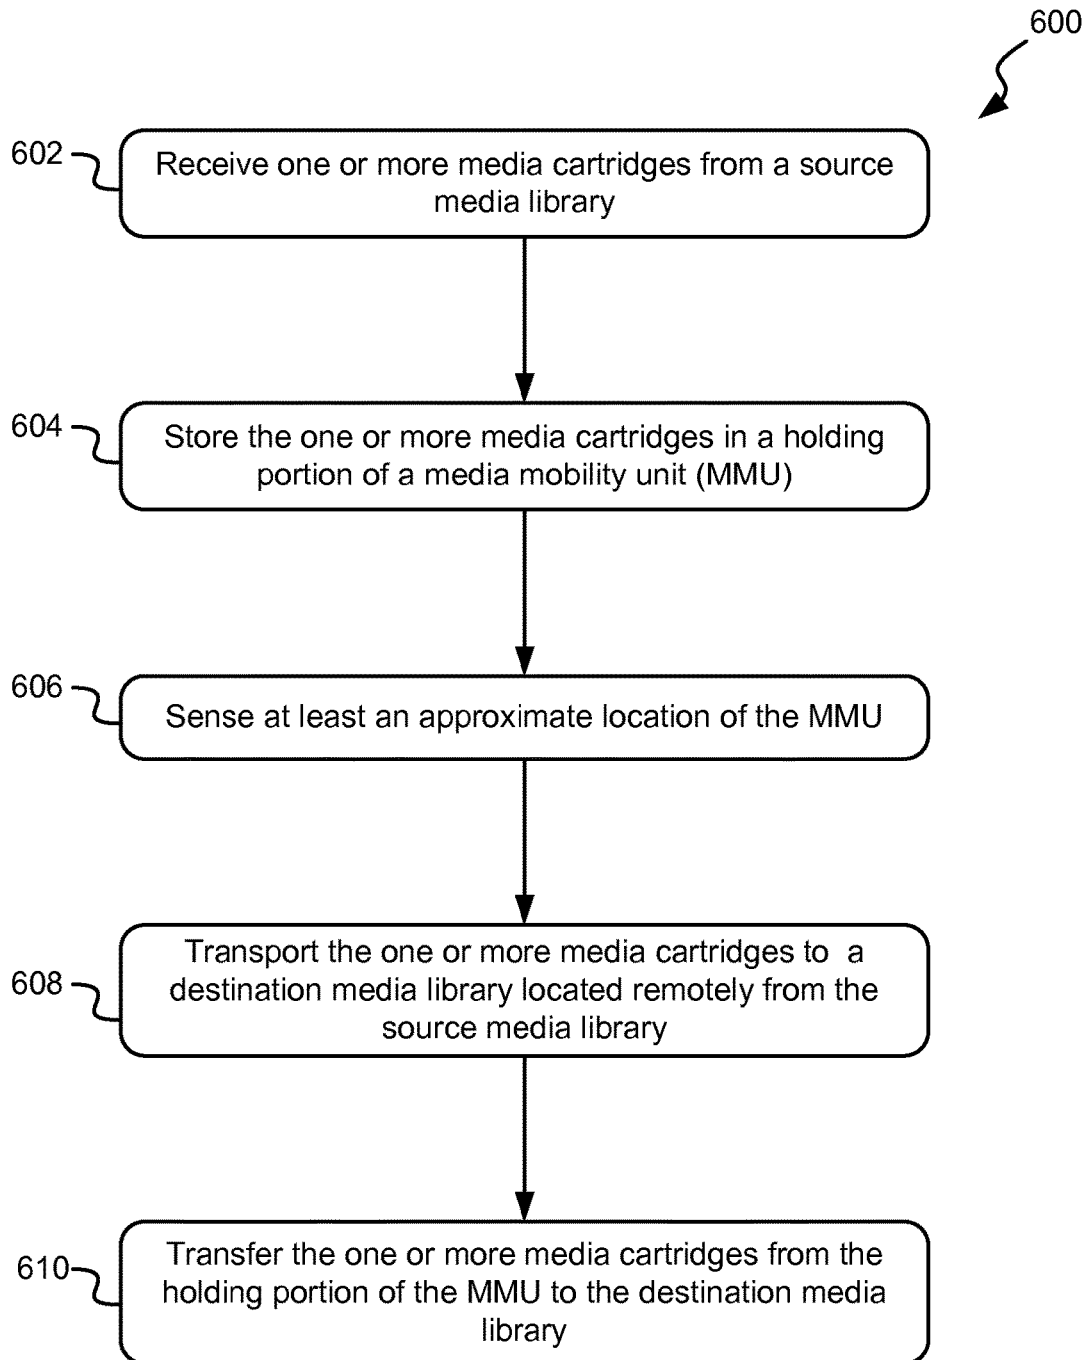 600
602
Receive one or more media cartridges from a source
media library
604
Store the one or more media cartridges in a holding
portion of a media mobility unit (MMU)
606
Sense at least an approximate location of the MMU
608
Transport the one or more media cartridges to a
destination media library located remotely from the
source media library
610
Transfer the one or more media cartridges from the
holding portion of the MMU to the destination media
library